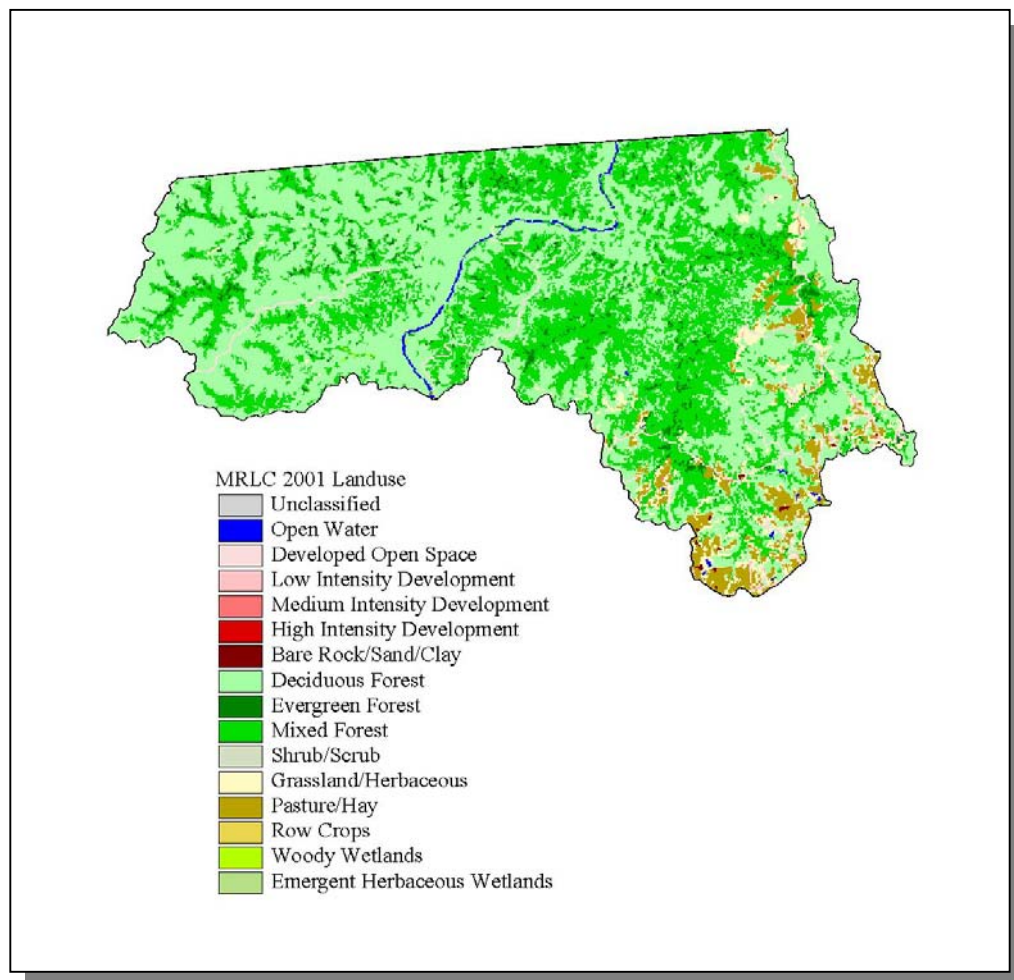 MRLC 2001 Landuse
Unclassified
Open Water
Developed Open Space
Low Intensity Development
Medium Intensity Development
High Intensity Development
Bare Rock/Sand/Clay
Deciduous Forest
Evergreen Forest
Mixed Forest
Shrub/Scrub
Grassland/Herbaceous
Pasture/Hay
Row Crops
Woody Wetlands
Emergent Herbaceous Wetlands